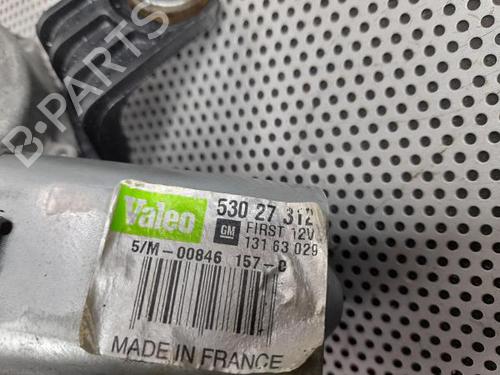 B-PARTS
Valeo 530 27 312
GM FIRST 12V
131 63 029
5/M-00846 157-D
MADE IN FRANCE